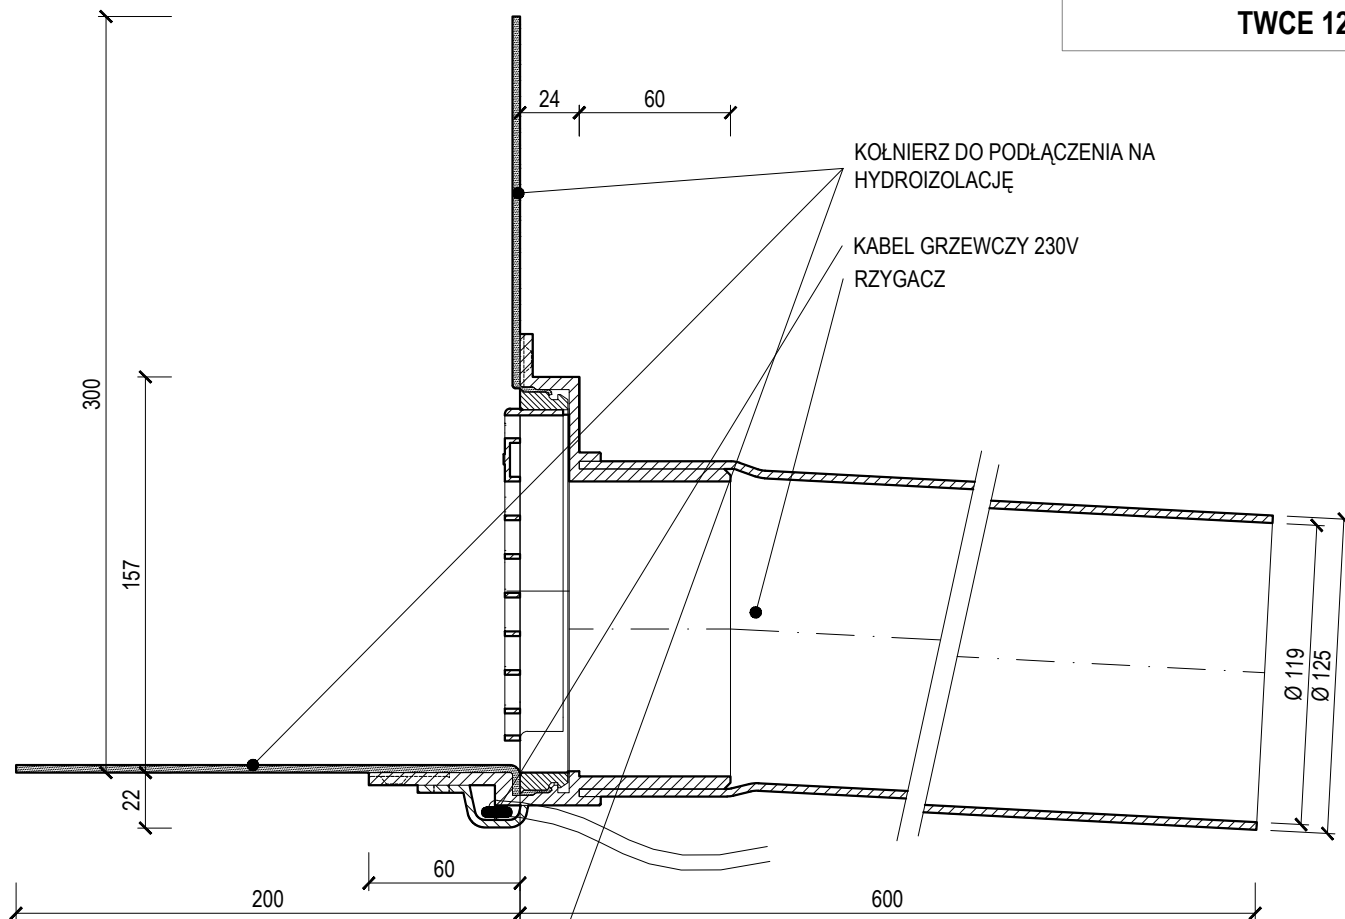 TWCE 12
24
60
KOŁNIERZ DO PODŁĄCZENIA NA
HYDROIZOLACJĘ
KABEL GRZEWCZY 230V
RZYGACZ
300
157
22
Ø 119
Ø 125
60
200
600